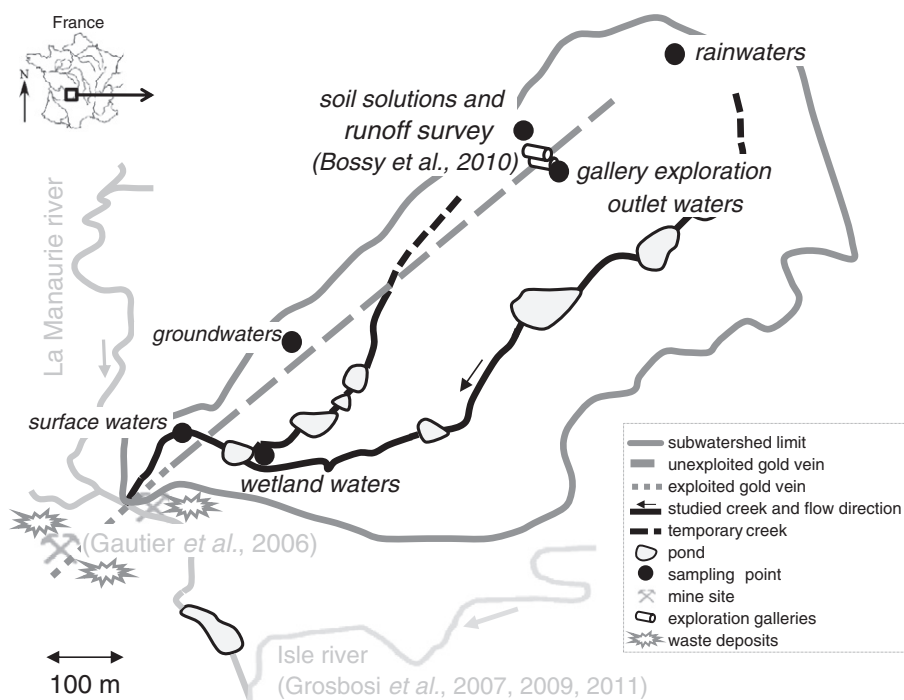 France
N
rainwaters
soil solutions and
runoff survey
(Bossy et al., 2010)
gallery exploration
outlet waters
La Manaurie river
groundwaters
surface waters
wetland waters
(Gautier et al., 2006)
Isle river
(Grosbosi et al., 2007, 2009, 2011)
100 m
subwatershed limit
unexploited gold vein
exploited gold vein
studied creek and flow direction
temporary creek
pond
sampling point
mine site
exploration galleries
waste deposits